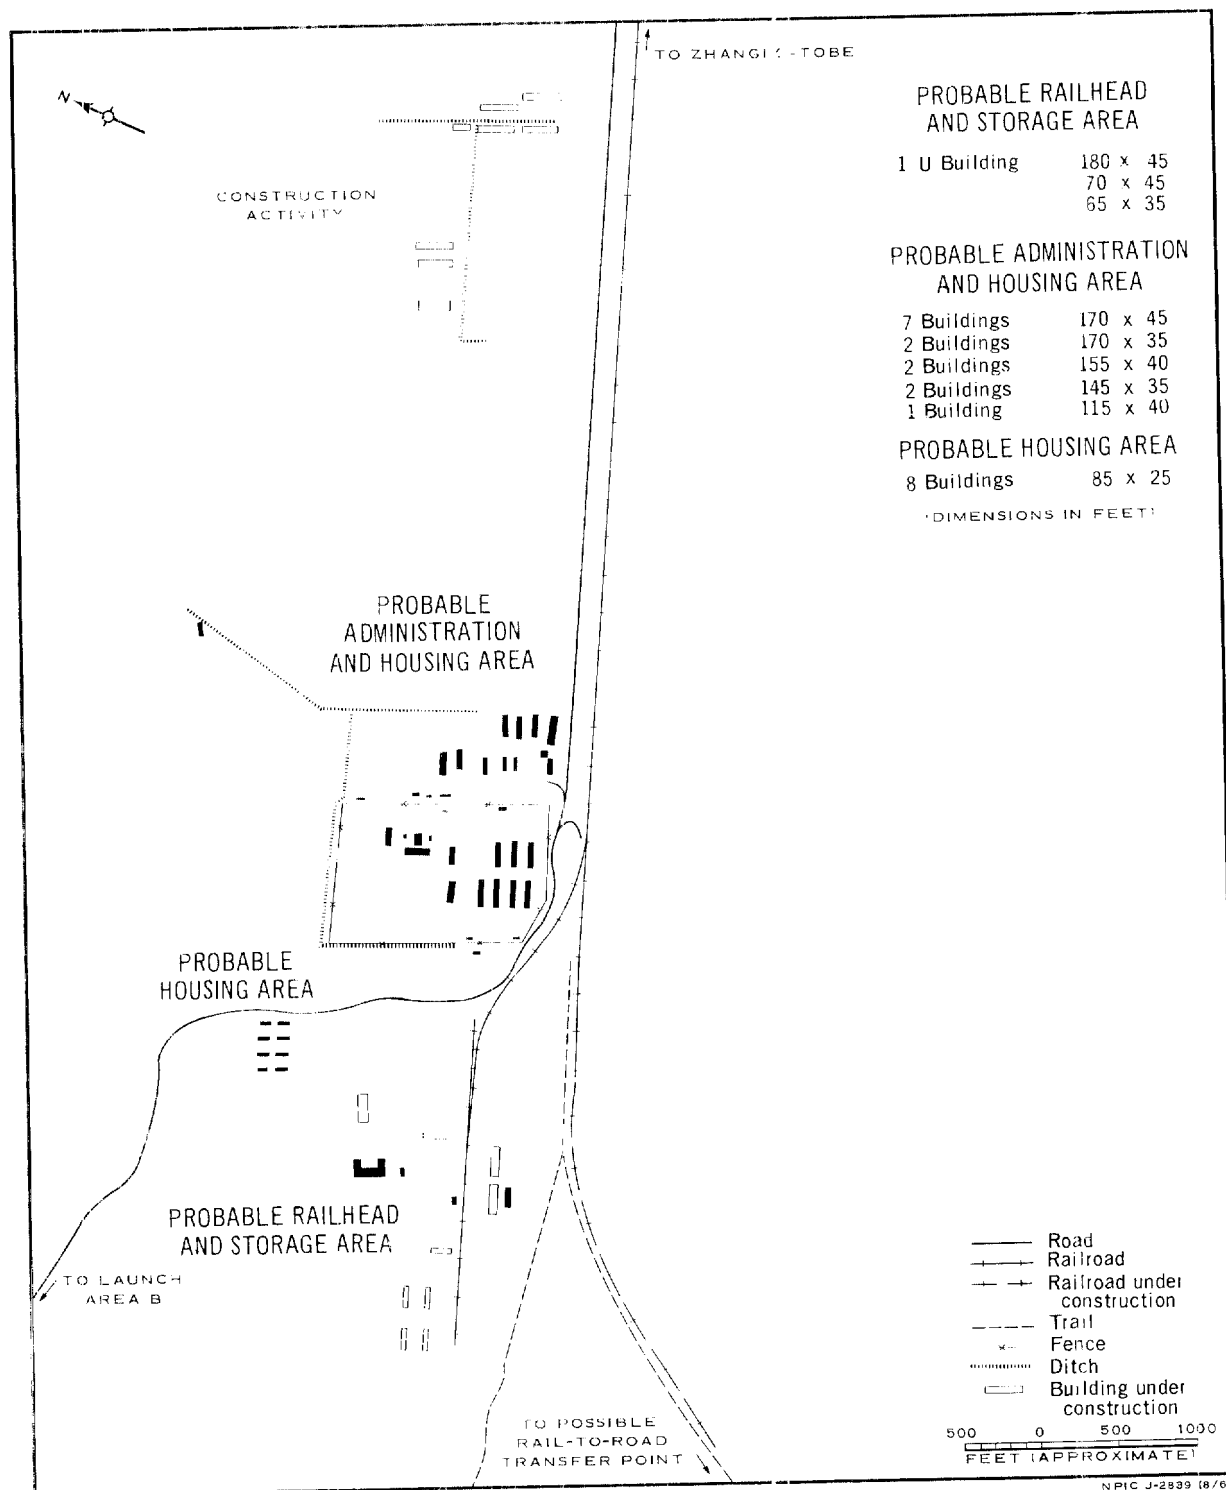 TO ZHANGI -TOBE
N
PROBABLE RAILHEAD
AND STORAGE AREA
1 U Building 180 x 45
70 x 45
65 x 35
CONSTRUCTION
ACTIVITY
PROBABLE ADMINISTRATION
AND HOUSING AREA
7 Buildings 170 x 45
2 Buildings 170 x 35
2 Buildings 155 x 40
2 Buildings 145 x 35
1 Building 115 x 40
PROBABLE HOUSING AREA
8 Buildings 85 x 25
(DIMENSIONS IN FEET)
PROBABLE
ADMINISTRATION
AND HOUSING AREA
PROBABLE
HOUSING AREA
PROBABLE RAILHEAD
AND STORAGE AREA
TO LAUNCH
AREA B
Road
Railroad
Railroad under
construction
Trail
Fence
Ditch
Building under
construction
TO POSSIBLE
RAIL-TO-ROAD
TRANSFER POINT
500 0 500 1000
FEET (APPROXIMATE)
NPIC J-2839 (8/6